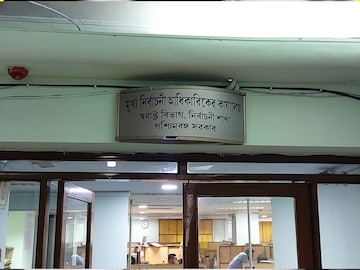 মুখ্য নির্বাচনী আধিকারিকের কার্যালয়
স্বরাষ্ট্র বিভাগ, নির্বাচনী শাখা
পশ্চিমবঙ্গ সরকার